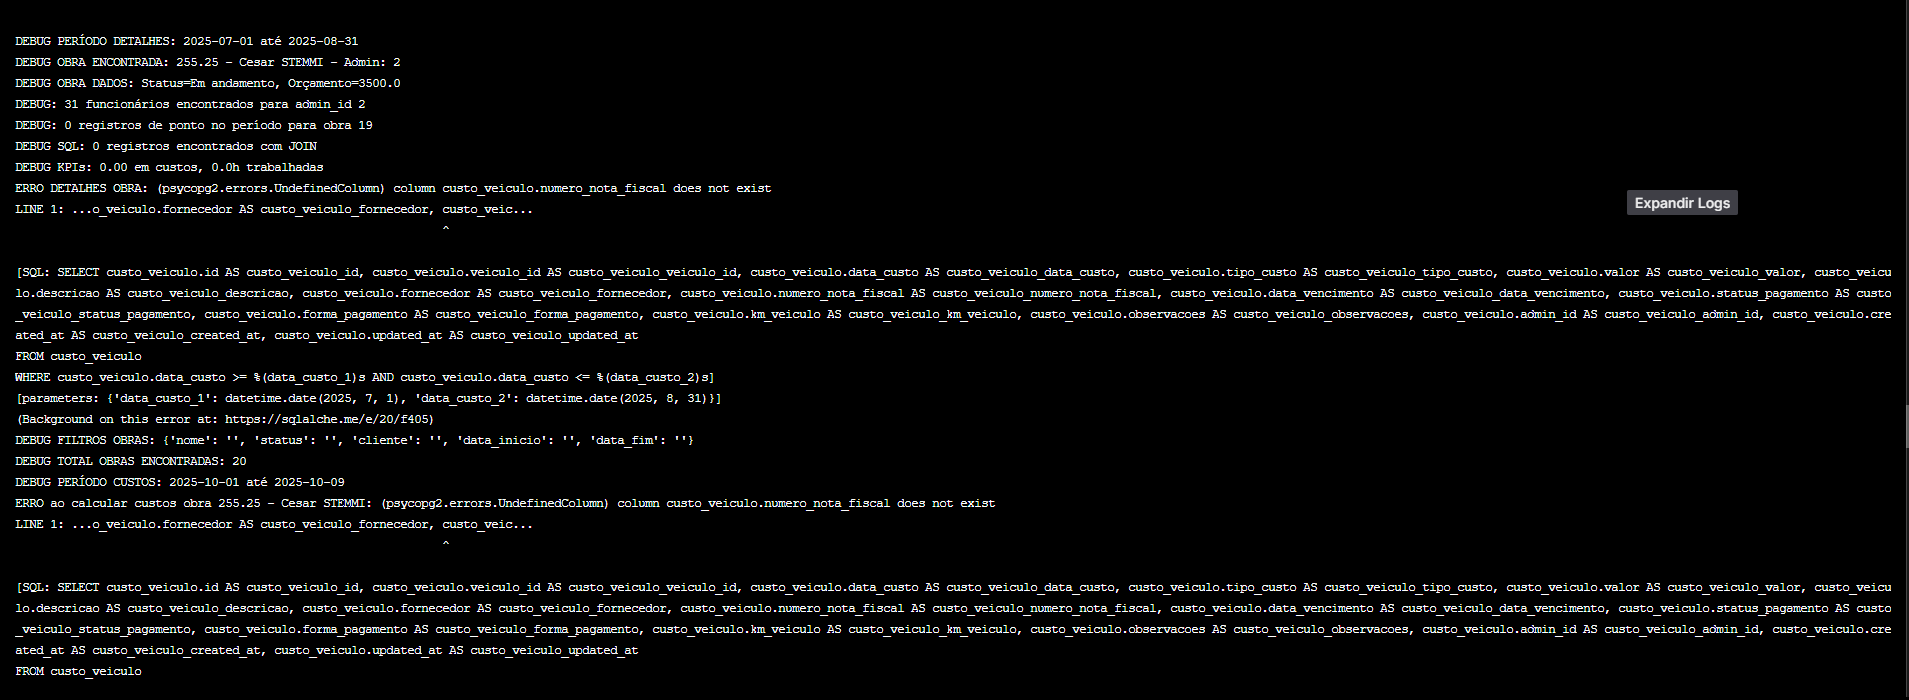 DEBUG PERÍODO DETALHES: 2025-07-01 até 2025-08-31
DEBUG OBRA ENCONTRADA: 255.25 - Cesar STEMMI - Admin: 2
DEBUG OBRA DADOS: Status=Em andamento, Orçamento=3500.0
DEBUG: 31 funcionários encontrados para admin_id 2
DEBUG: 0 registros de ponto no período para obra 19
DEBUG SQL: 0 registros encontrados com JOIN
DEBUG KPIs: 0.00 em custos, 0.0h trabalhadas
ERRO DETALHES OBRA: (psycopg2.errors.UndefinedColumn) column custo_veiculo.numero_nota_fiscal does not exist
Expandir Logs
LINE 1: ...o_veiculo.fornecedor AS custo_veiculo_fornecedor, custo_veic...
^
[SQL: SELECT custo_veiculo.id AS custo_veiculo_id, custo_veiculo.veiculo_id AS custo_veiculo_veiculo_id, custo_veiculo.data_custo AS custo_veiculo_data_custo, custo_veiculo.tipo_custo AS custo_veiculo_tipo_custo, custo_veiculo.valor AS custo_veiculo_valor, custo_veicu
lo.descricao AS custo_veiculo_descricao, custo_veiculo.fornecedor AS custo_veiculo_fornecedor, custo_veiculo.numero_nota_fiscal AS custo_veiculo_numero_nota_fiscal, custo_veiculo.data_vencimento AS custo_veiculo_data_vencimento, custo_veiculo.status_pagamento AS custo
_veiculo_status_pagamento, custo_veiculo.forma_pagamento AS custo_veiculo_forma_pagamento, custo_veiculo.km_veiculo AS custo_veiculo_km_veiculo, custo_veiculo.observacoes AS custo_veiculo_observacoes, custo_veiculo.admin_id AS custo_veiculo_admin_id, custo_veiculo.cre
ated_at AS custo_veiculo_created_at, custo_veiculo.updated_at AS custo_veiculo_updated_at
FROM custo_veiculo
WHERE custo_veiculo.data_custo >= %(data_custo_1)s AND custo_veiculo.data_custo <= %(data_custo_2)s]
[parameters: {'data_custo_1': datetime.date(2025, 7, 1), 'data_custo_2': datetime.date(2025, 8, 31)}]
(Background on this error at: https://sqlalche.me/e/20/f405)
DEBUG FILTROS OBRAS: {'nome': '', 'status': '', 'cliente': '', 'data_inicio': '', 'data_fim': ''}
DEBUG TOTAL OBRAS ENCONTRADAS: 20
DEBUG PERÍODO CUSTOS: 2025-10-01 até 2025-10-09
ERRO ao calcular custos obra 255.25 - Cesar STEMMI: (psycopg2.errors.UndefinedColumn) column custo_veiculo.numero_nota_fiscal does not exist
LINE 1: ...o_veiculo.fornecedor AS custo_veiculo_fornecedor, custo_veic...
^
[SQL: SELECT custo_veiculo.id AS custo_veiculo_id, custo_veiculo.veiculo_id AS custo_veiculo_veiculo_id, custo_veiculo.data_custo AS custo_veiculo_data_custo, custo_veiculo.tipo_custo AS custo_veiculo_tipo_custo, custo_veiculo.valor AS custo_veiculo_valor, custo_veicu
lo.descricao AS custo_veiculo_descricao, custo_veiculo.fornecedor AS custo_veiculo_fornecedor, custo_veiculo.numero_nota_fiscal AS custo_veiculo_numero_nota_fiscal, custo_veiculo.data_vencimento AS custo_veiculo_data_vencimento, custo_veiculo.status_pagamento AS custo
_veiculo_status_pagamento, custo_veiculo.forma_pagamento AS custo_veiculo_forma_pagamento, custo_veiculo.km_veiculo AS custo_veiculo_km_veiculo, custo_veiculo.observacoes AS custo_veiculo_observacoes, custo_veiculo.admin_id AS custo_veiculo_admin_id, custo_veiculo.cre
ated_at AS custo_veiculo_created_at, custo_veiculo.updated_at AS custo_veiculo_updated_at
FROM custo_veiculo